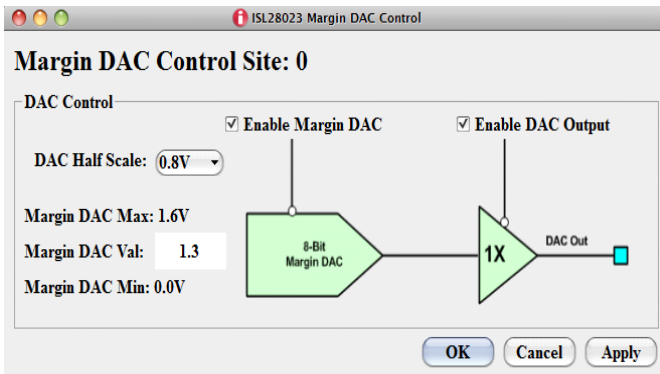 ISL28023 Margin DAC Control
Margin DAC Control Site: 0
DAC Control
Enable Margin DAC
Enable DAC Output
DAC Half Scale: 0.8V
Margin DAC Max: 1.6V
Margin DAC Val: 1.3
Margin DAC Min: 0.0V
8-Bit
Margin DAC
1X
DAC Out
OK
Cancel
Apply